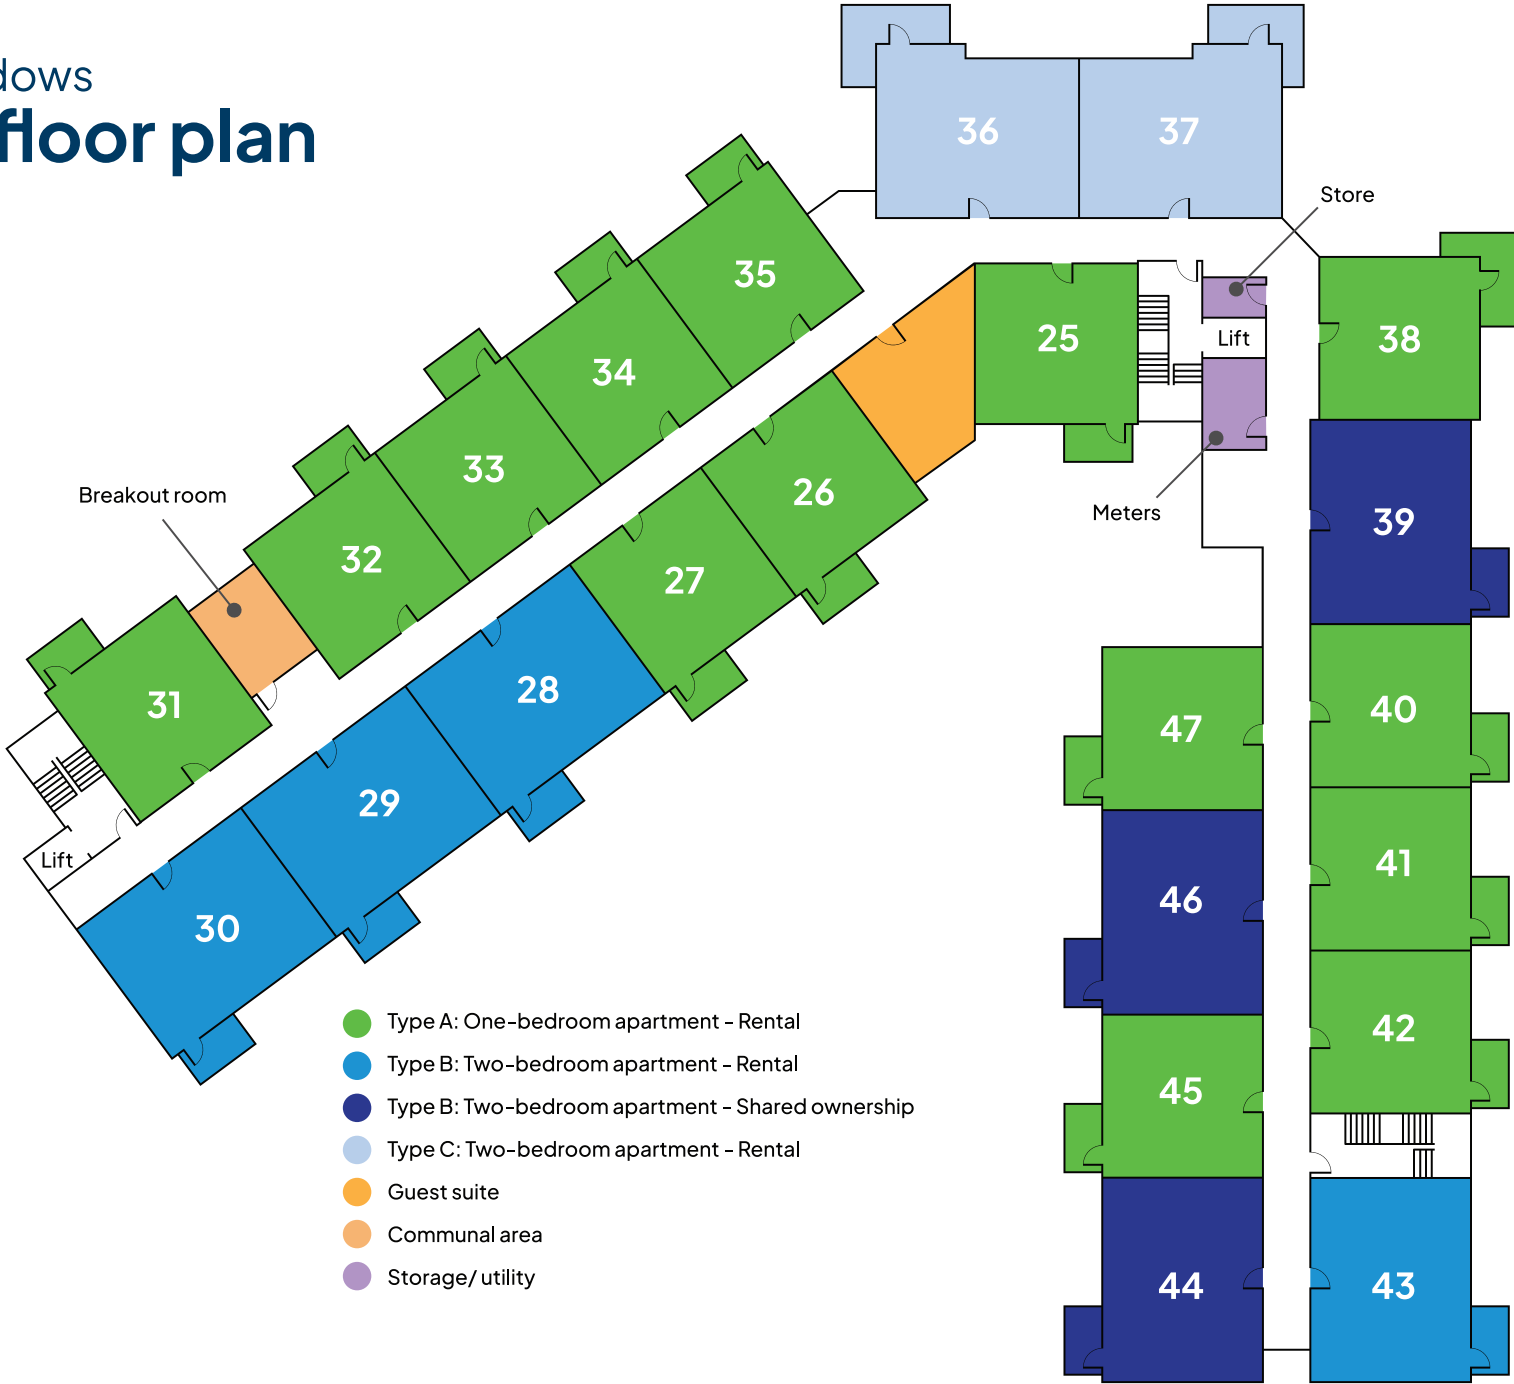 dows
floor plan
36
37
Store
35
25
Lift
38
34
33
26
Meters
39
Breakout room
32
27
31
28
40
47
29
41
Lift
46
30
42
45
44
43
Type A: One-bedroom apartment - Rental
Type B: Two-bedroom apartment - Rental
Type B: Two-bedroom apartment - Shared ownership
Type C: Two-bedroom apartment - Rental
Guest suite
Communal area
Storage/ utility